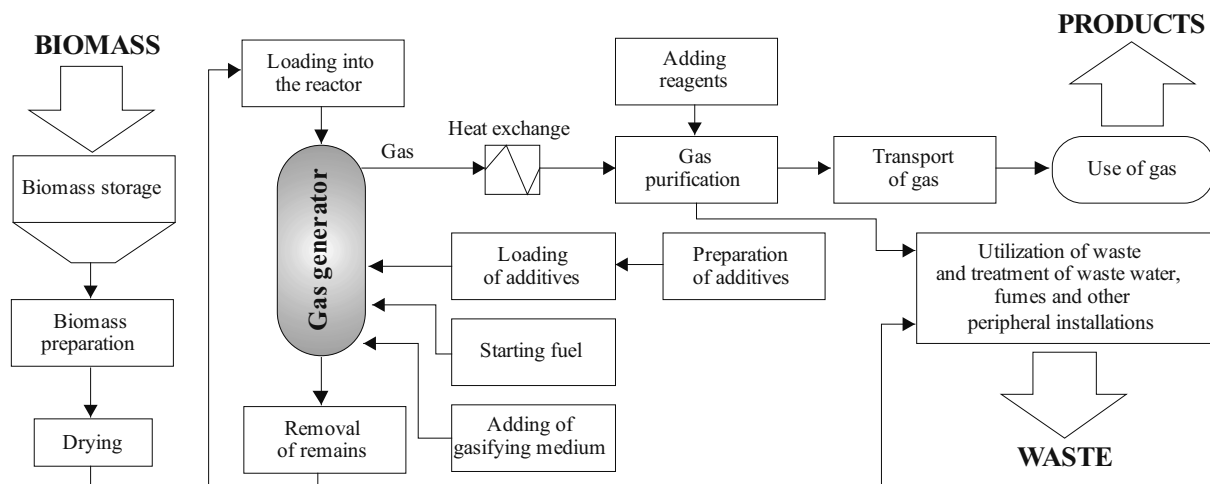 BIOMASS
Biomass storage
Biomass
preparation
Drying
Loading into
the reactor
Gas generator
Removal
of remains
Gas
Heat exchange
Adding
reagents
Gas
purification
Transport
of gas
Use of gas
PRODUCTS
Loading
of additives
Preparation
of additives
Starting fuel
Adding of
gasifying medium
Utilization of waste
and treatment of waste water,
fumes and other
peripheral installations
WASTE